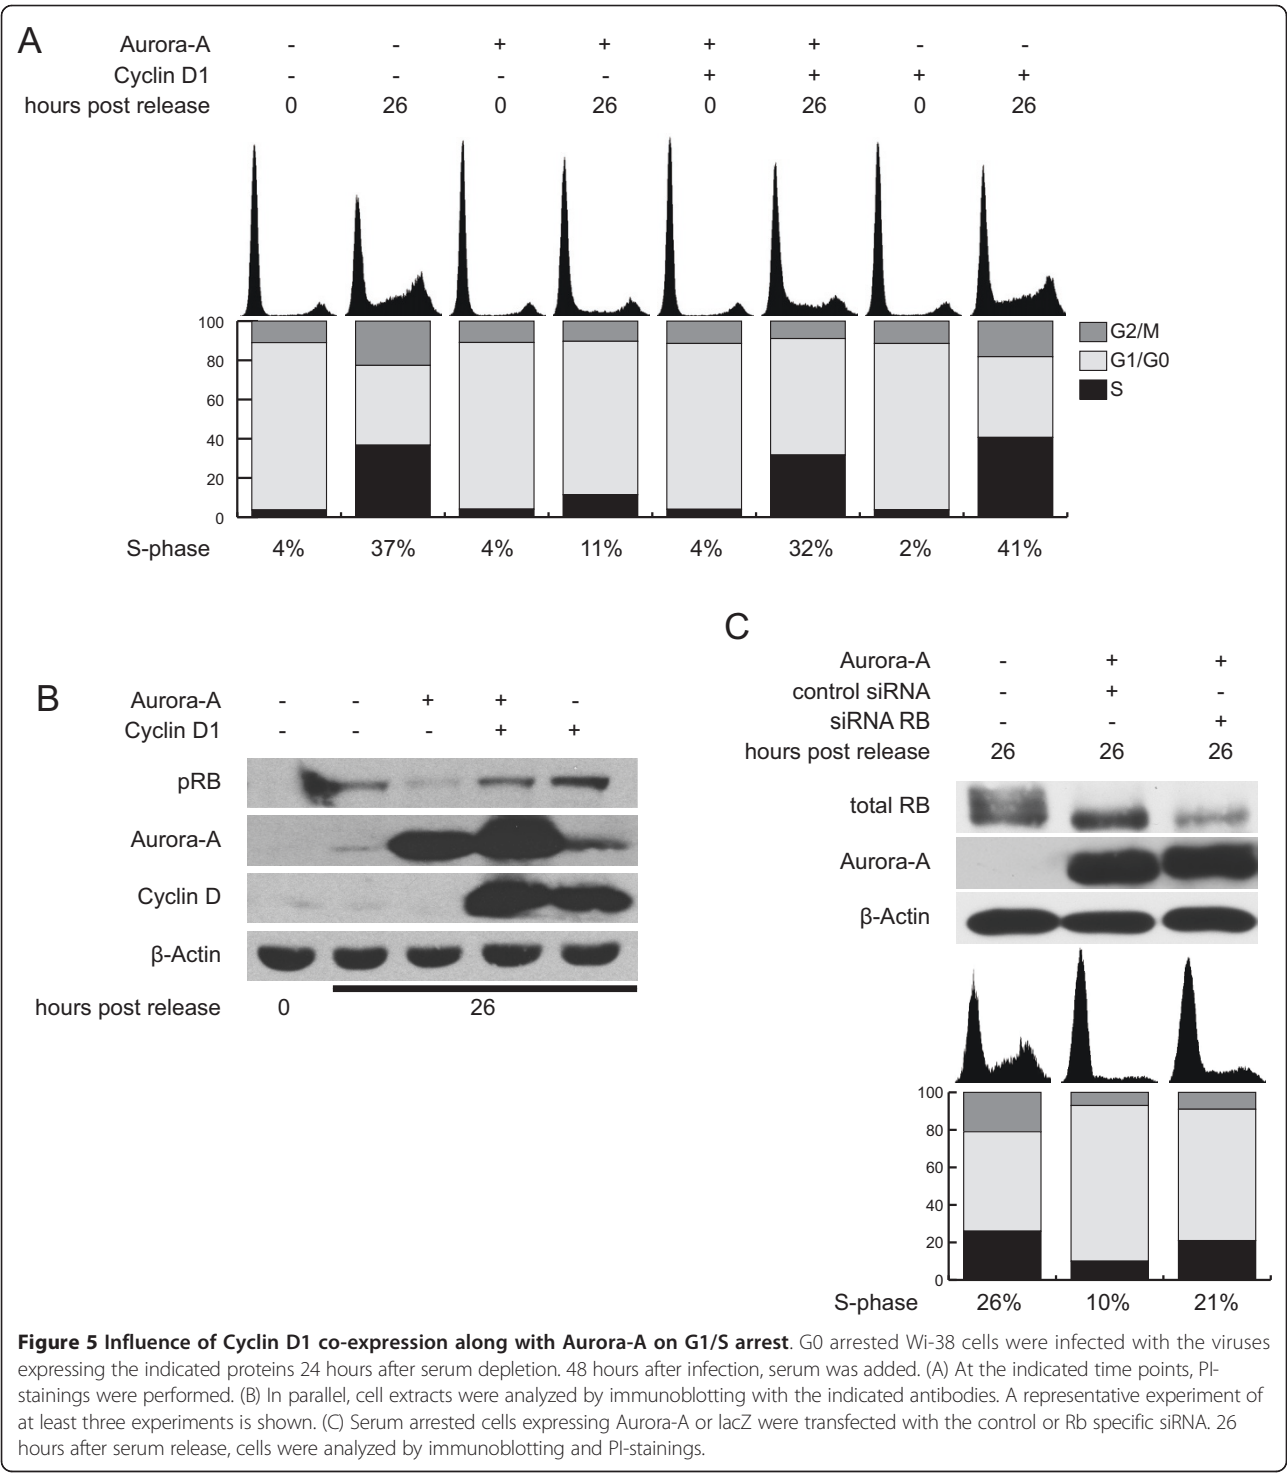 A
Aurora-A - - + + + + - -
Cyclin D1 - - - - + + + +
hours post release 0 26 0 26 0 26 0 26
100
80
60
40
20
0
G2/M
G1/G0
S
S-phase 4% 37% 4% 11% 4% 32% 2% 41%
B
Aurora-A - - + + -
Cyclin D1 - - - + +
pRB
Aurora-A
Cyclin D
β-Actin
hours post release 0 26
C
Aurora-A - + +
control siRNA - + -
siRNA RB - - +
hours post release 26 26 26
total RB
Aurora-A
β-Actin
100
80
60
40
20
0
S-phase 26% 10% 21%
Figure 5 Influence of Cyclin D1 co-expression along with Aurora-A on G1/S arrest. G0 arrested Wi-38 cells were infected with the viruses
expressing the indicated proteins 24 hours after serum depletion. 48 hours after infection, serum was added. (A) At the indicated time points, PI-
stainings were performed. (B) In parallel, cell extracts were analyzed by immunoblotting with the indicated antibodies. A representative experiment of
at least three experiments is shown. (C) Serum arrested cells expressing Aurora-A or lacZ were transfected with the control or Rb specific siRNA. 26
hours after serum release, cells were analyzed by immunoblotting and PI-stainings.